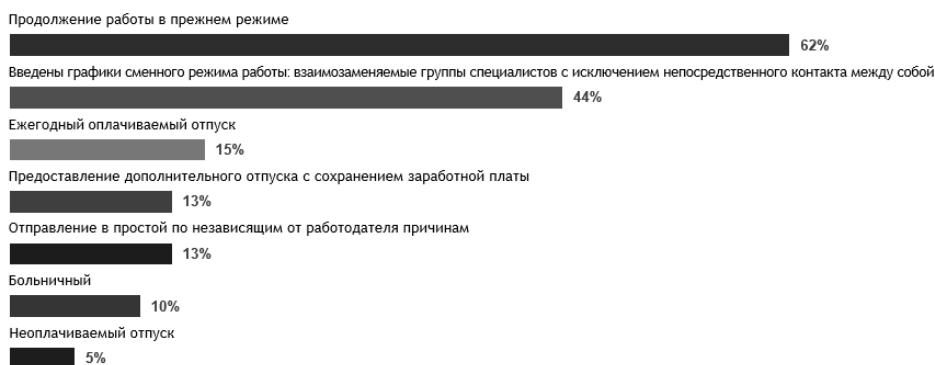 Продолжение работы в прежнем режиме
62%
Введены графики сменного режима работы: взаимозаменяемые группы специалистов с исключением непосредственного контакта между собой
44%
Ежегодный оплачиваемый отпуск
15%
Предоставление дополнительного отпуска с сохранением заработной платы
13%
Отправление в простой по независящим от работодателя причинам
13%
Больничный
10%
Неоплачиваемый отпуск
5%